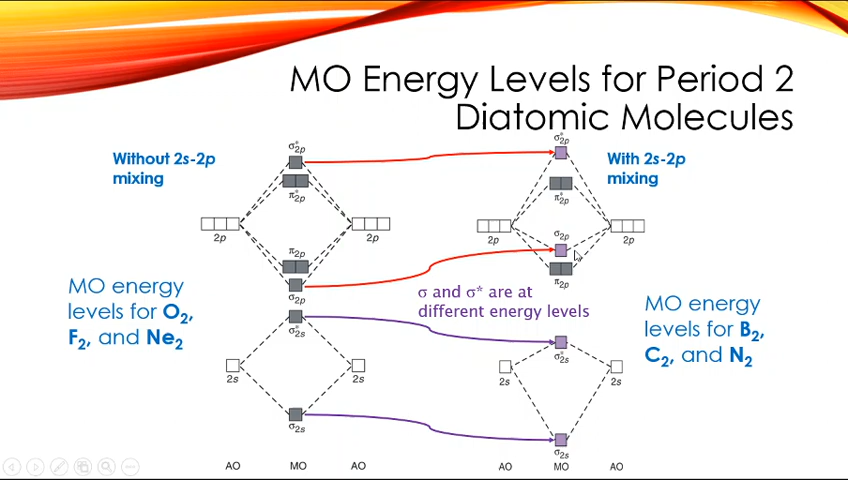 MO Energy Levels for Period 2
Diatomic Molecules
Without 2s-2p
mixing
With 2s-2p
mixing
σ*2p
π*2p
2p
2p
π2p
σ2p
σ*2s
2s
2s
σ2s
AO
MO
AO
MO energy
levels for O2,
F2, and Ne2
σ and σ* are at
different energy levels
σ*2p
π*2p
2p
2p
σ2p
π2p
σ*2s
2s
2s
σ2s
AO
MO
AO
MO energy
levels for B2,
C2, and N2